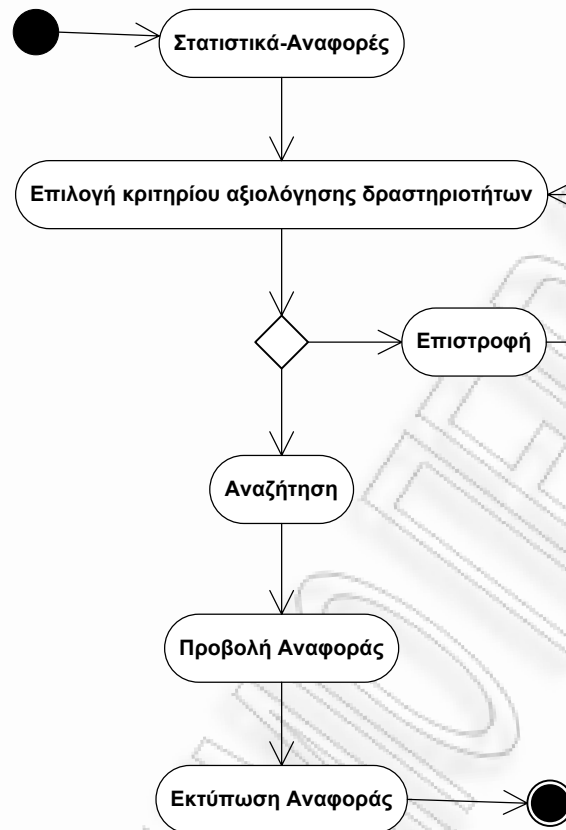 Στατιστικά-Αναφορές
Επιλογή κριτηρίου αξιολόγησης δραστηριοτήτων
Επιστροφή
Αναζήτηση
Προβολή Αναφοράς
Εκτύπωση Αναφοράς